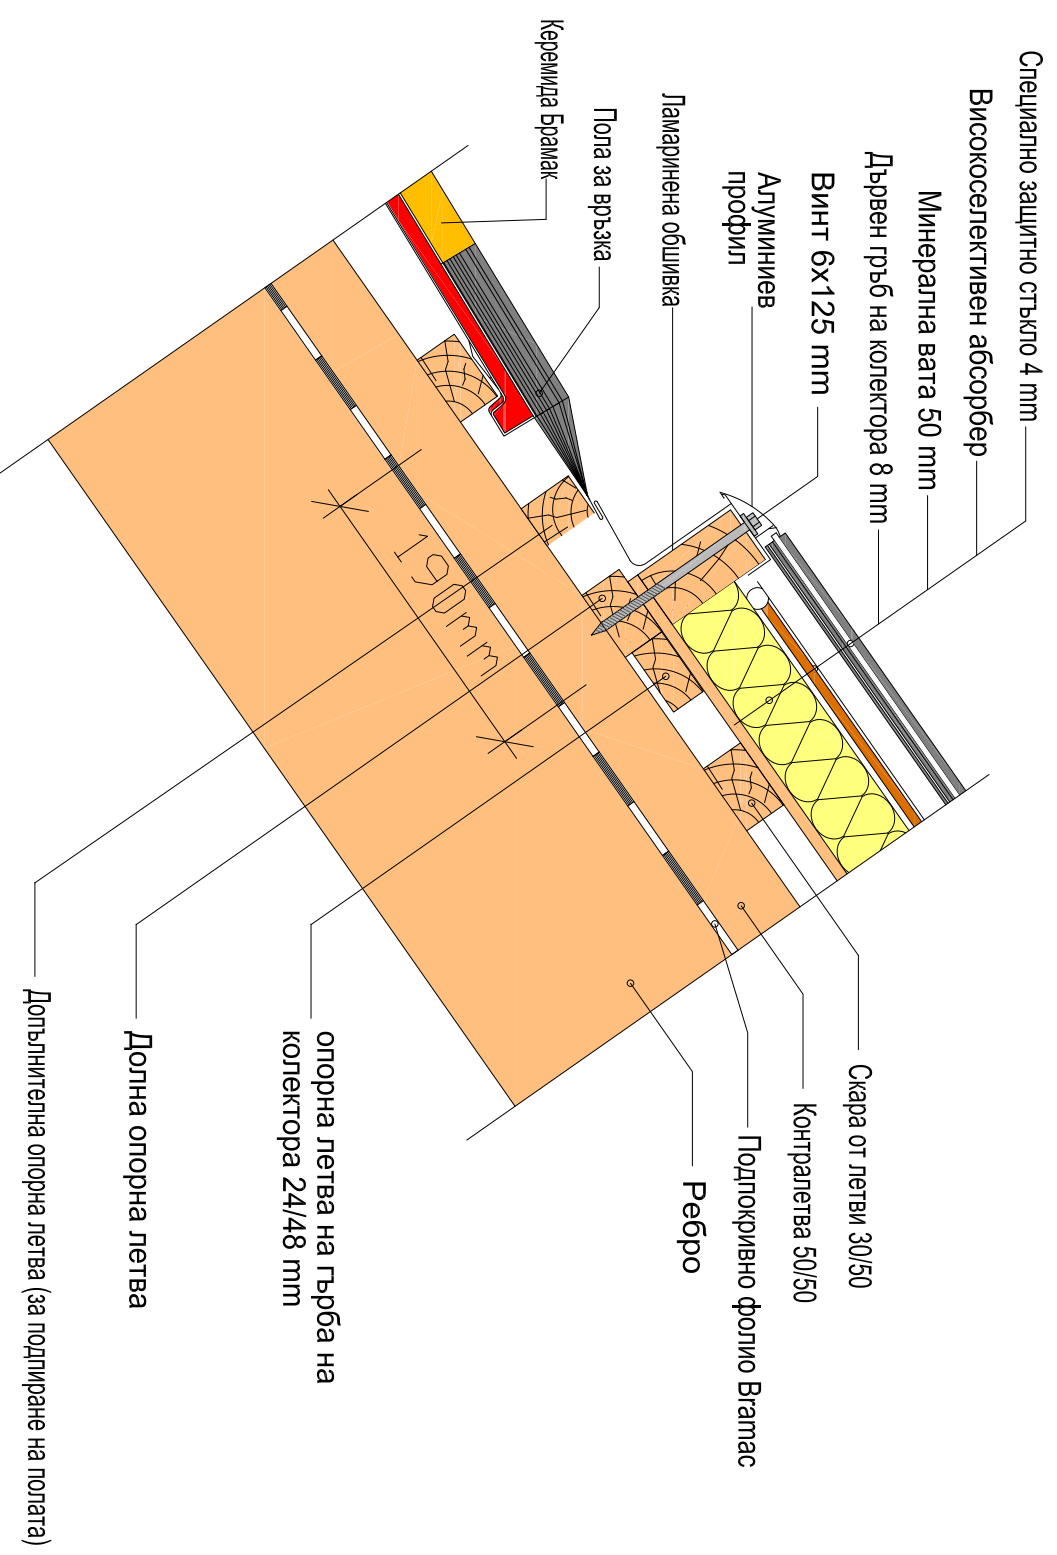 Специално защитно стъкло 4 mm
Високоселективен абсорбер
Минерална вата 50 mm
Дървен гръб на колектора 8 mm
Винт 6x125 mm
Алуминиев
профил
Ламаринена обшивка
Пола за връзка
Керемида Брамак
190mm
Скара от летви 30/50
Контралетва 50/50
Подпокривно фолио Bramac
Ребро
опорна летва на гърба на
колектора 24/48 mm
Долна опорна летва
Допълнителна опорна летва (за подпиране на полата)